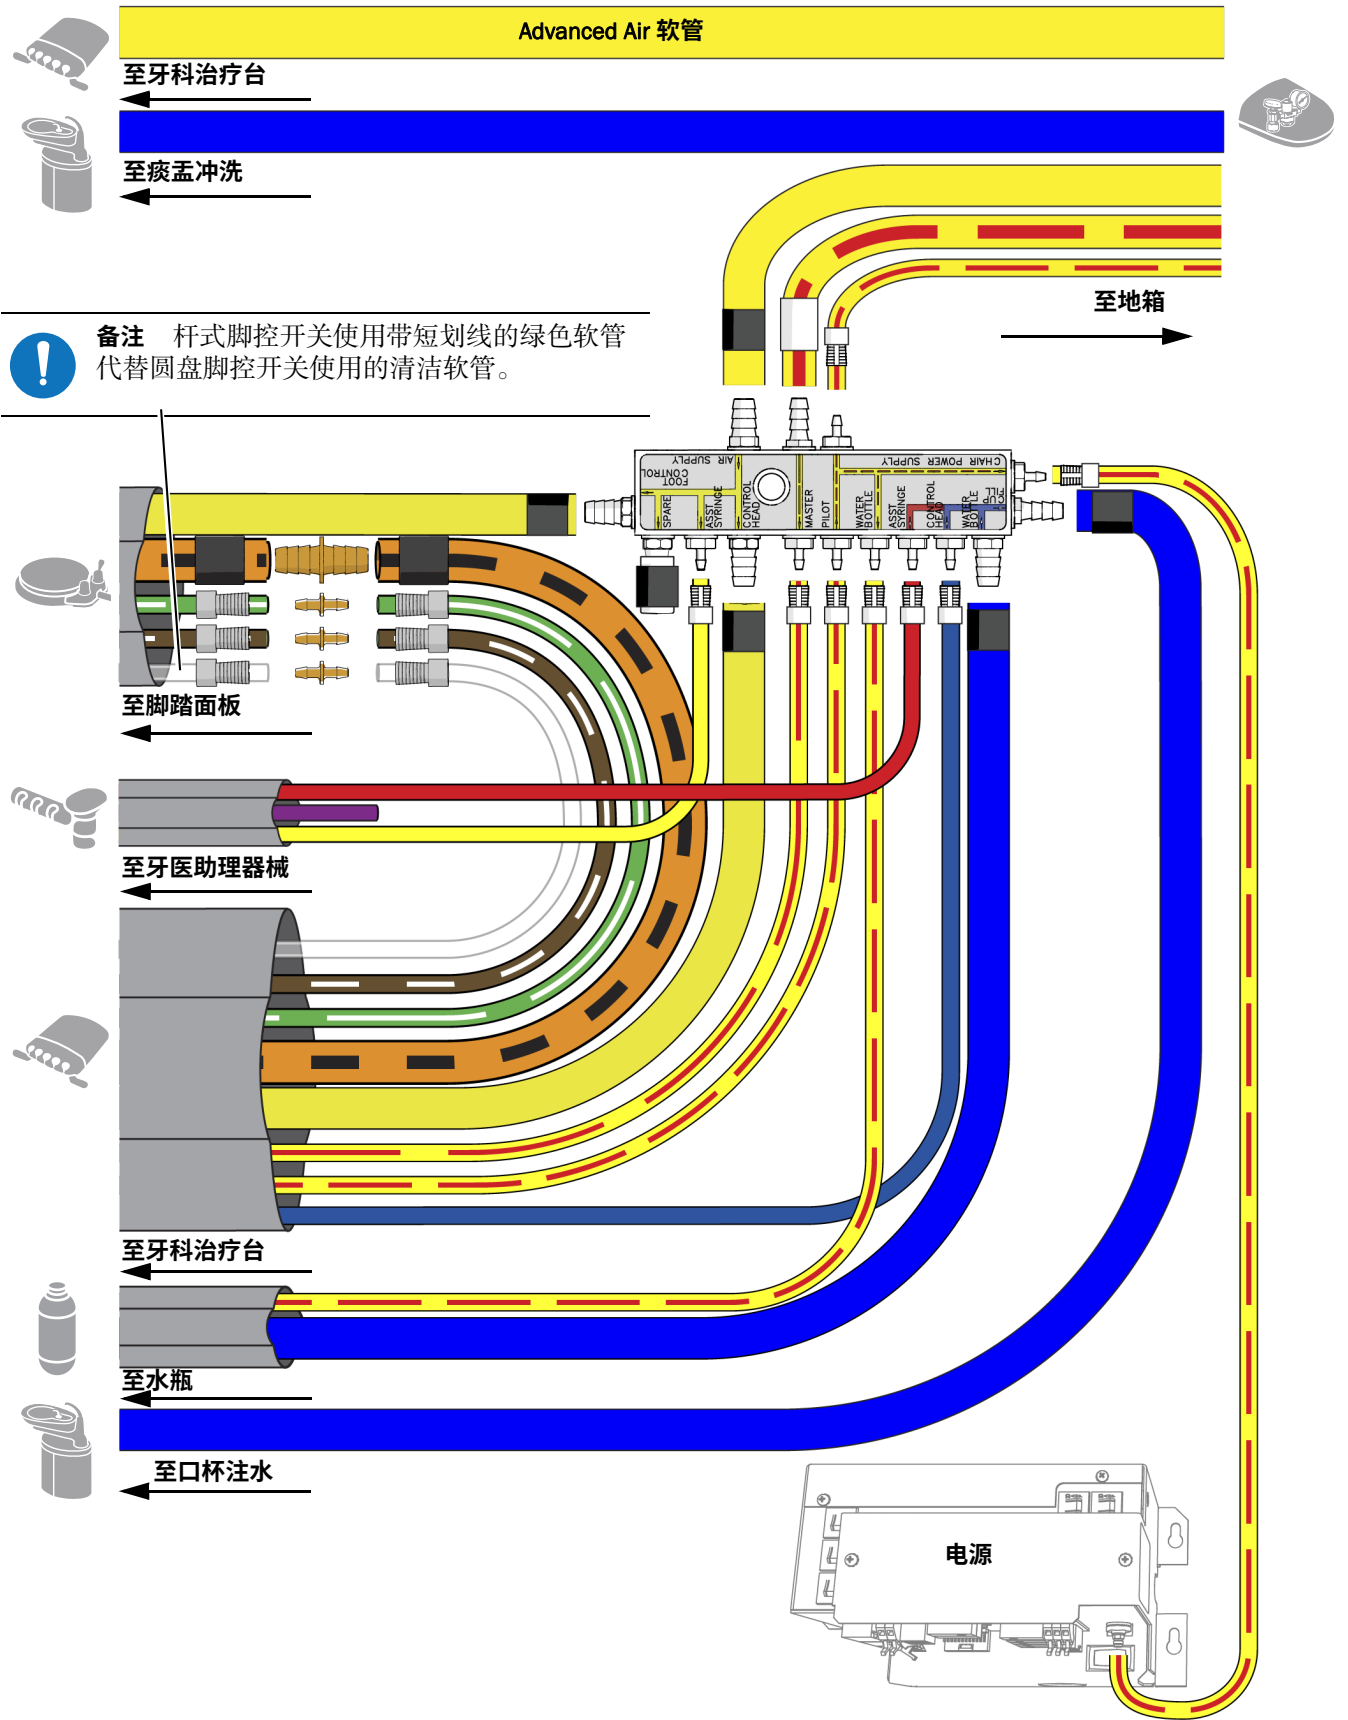 Advanced Air 软管
至牙科治疗台
至痰盂冲洗
至地箱
备注 杆式脚控开关使用带短划线的绿色软管
代替圆盘脚控开关使用的清洁软管。
AIR SUPPLY
CHAIR POWER SUPPLY
FOOT
CONTROL
SPARE
ASST
SYRINGE
CONTROL
HEAD
MASTER
PILOT
WATER
BOTTLE
ASST
SYRINGE
CONTROL
HEAD
WATER
BOTTLE
CUP
FILL
至脚踏面板
至牙医助理器械
至牙科治疗台
至水瓶
至口杯注水
电源